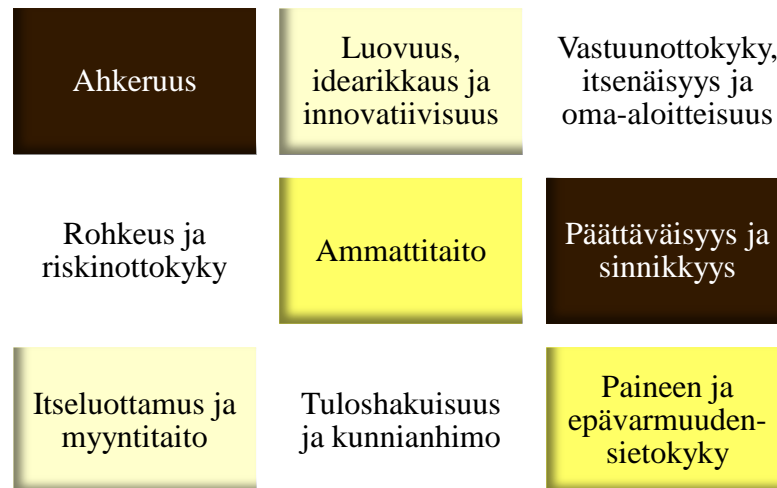 Ahkeruus
Luovuus,
idearikkaus ja
innovatiivisuus
Vastuunottokyky,
itsenäisyys ja
oma-aloitteisuus
Rohkeus ja
riskinottokyky
Ammattitaito
Päättäväisyys ja
sinnikkyys
Itseluottamus ja
myyntitaito
Tuloshakuisuus
ja kunnianhimo
Paineen ja
epävarmuuden-
sietokyky